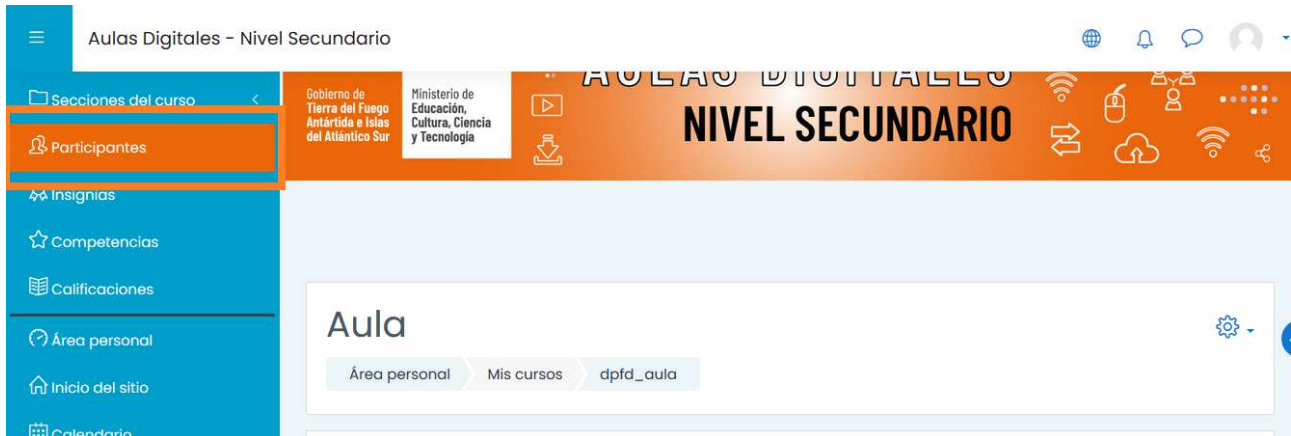 Aulas Digitales - Nivel Secundario
Secciones del curso
Participantes
Insignias
Competencias
Calificaciones
Área personal
Inicio del sitio
Calendario
Gobierno de
Tierra del Fuego
Antártida e Islas
del Atlántico Sur
Ministerio de
Educación,
Cultura, Ciencia
y Tecnología
AULAS DIGITALES
NIVEL SECUNDARIO
Aula
Área personal
Mis cursos
dpfd_aula